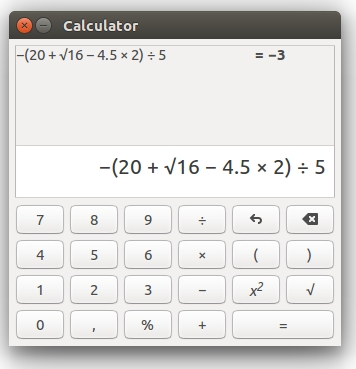 Calculator
−(20 + √16 − 4.5 × 2) ÷ 5 = −3
−(20 + √16 − 4.5 × 2) ÷ 5
7 8 9 ÷
4 5 6 × ( )
1 2 3 − x² √
0 , % + =